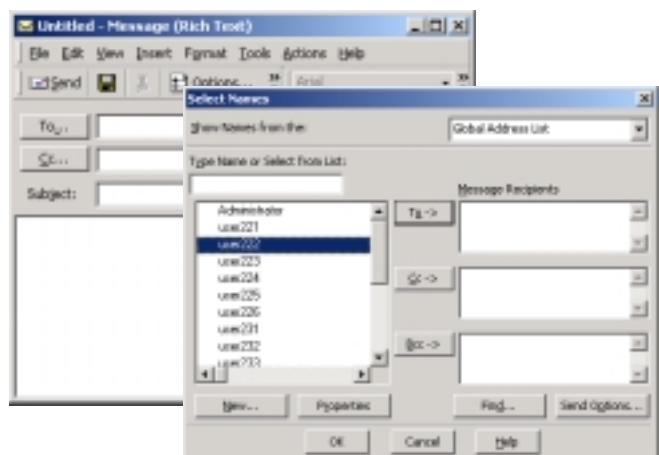 Untitled - Message (Rich Text)
File Edit View Insert Format Tools Actions Help
Send Options... Arial
To...
Cc...
Subject:
Select Names
Show Names from the:
Global Address List
Type Name or Select from List:
Message Recipients
Administrator
user221
user222
user223
user224
user225
user226
user231
user232
user233
To ->
Cc ->
Bcc ->
New... Properties Find... Send Options...
OK Cancel Help